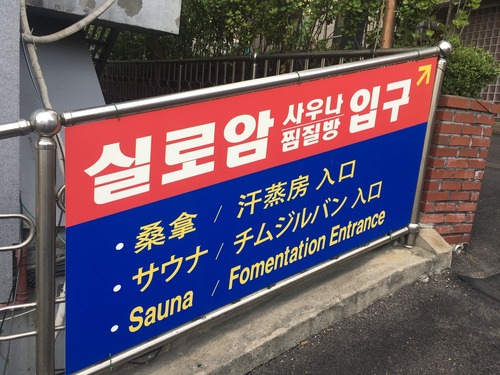 실로암 사우나 찜질방 입구
· 桑拿 / 汗蒸房 入口
· サウナ / チムジルバン 入口
· Sauna / Fomentation Entrance